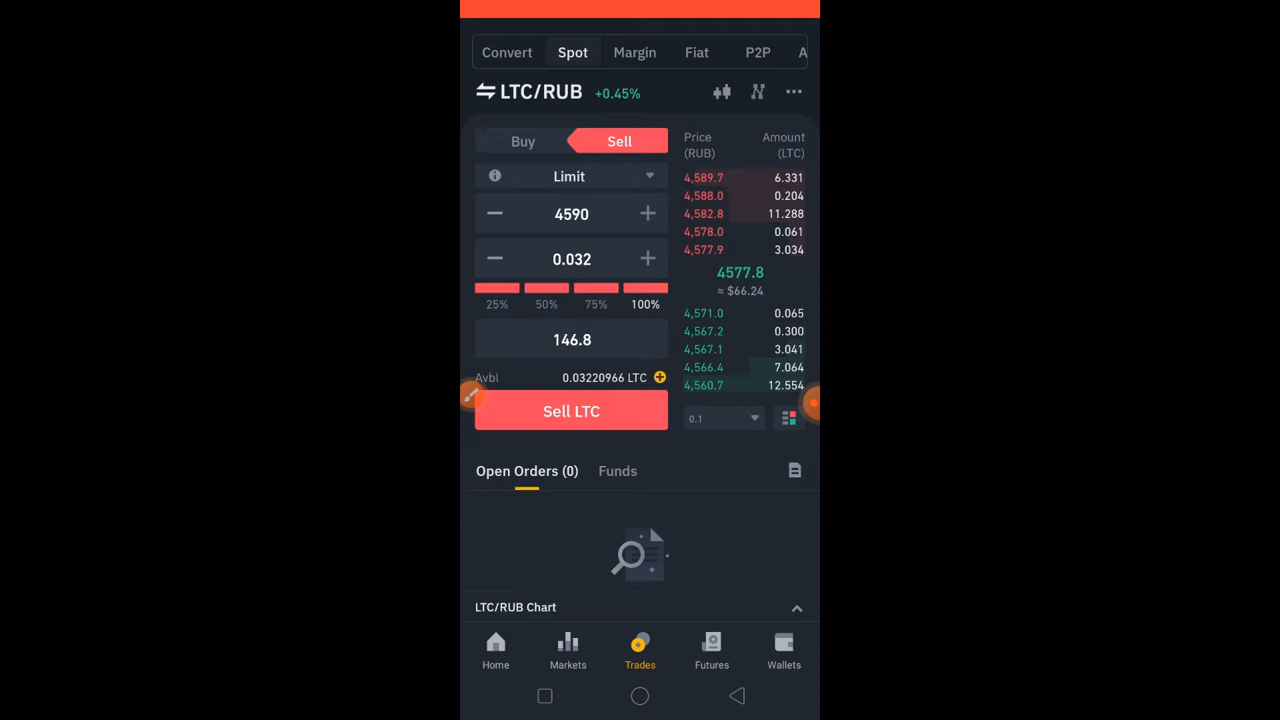 Convert Spot Margin Fiat P2P A
LTC/RUB +0.45%
Buy Sell
Limit
4590
0.032
25% 50% 75% 100%
146.8
Avbl 0.03220966 LTC
Sell LTC
Price Amount
(RUB) (LTC)
4,589.7 6.331
4,588.0 0.204
4,582.8 11.288
4,578.0 0.061
4,577.9 3.034
4577.8
≈ $66.24
4,571.0 0.065
4,567.2 0.300
4,567.1 3.041
4,566.4 7.064
4,560.7 12.554
0.1
Open Orders (0) Funds
LTC/RUB Chart
Home Markets Trades Futures Wallets